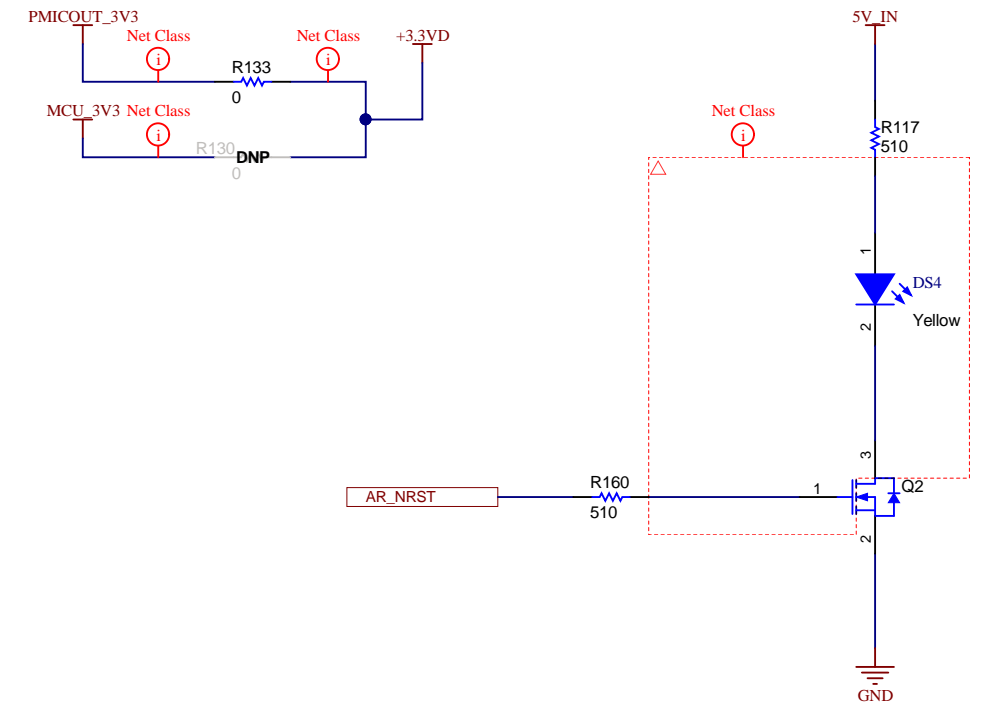 PMICOUT_3V3
Net Class
Net Class
+3.3VD
R133
0
MCU_3V3
Net Class
R130
DNP
0
5V_IN
Net Class
R117
510
1
DS4
Yellow
2
3
AR_NRST
R160
510
1
Q2
2
GND